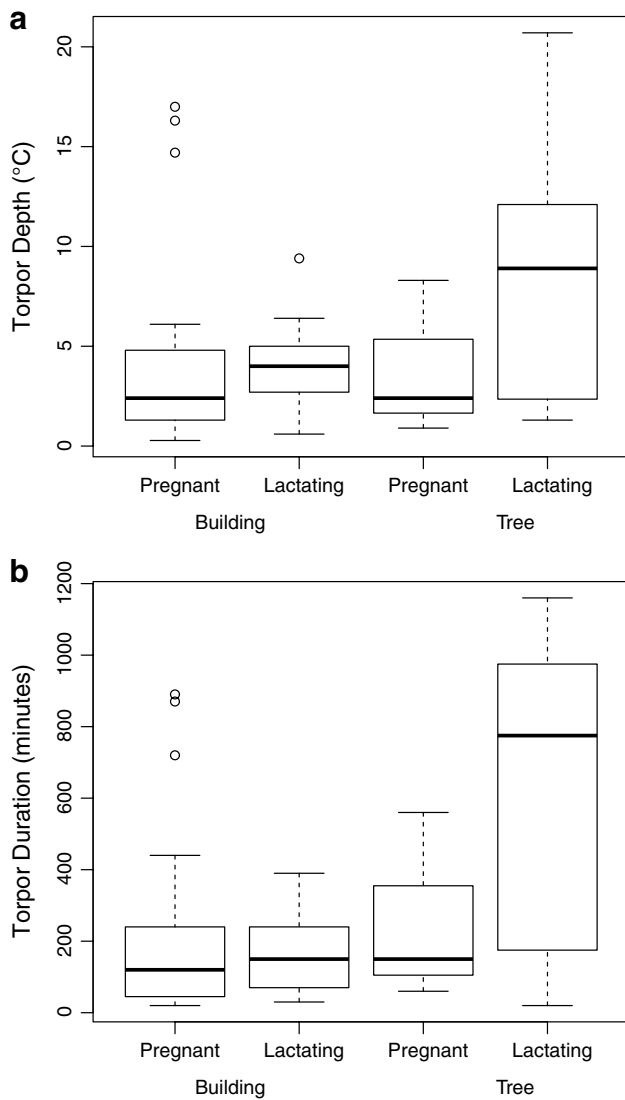 a
Torpor Depth (°C)
20
15
10
5
0
Pregnant Lactating Pregnant Lactating
Building Tree
b
Torpor Duration (minutes)
1200
1000
800
600
400
200
0
Pregnant Lactating Pregnant Lactating
Building Tree